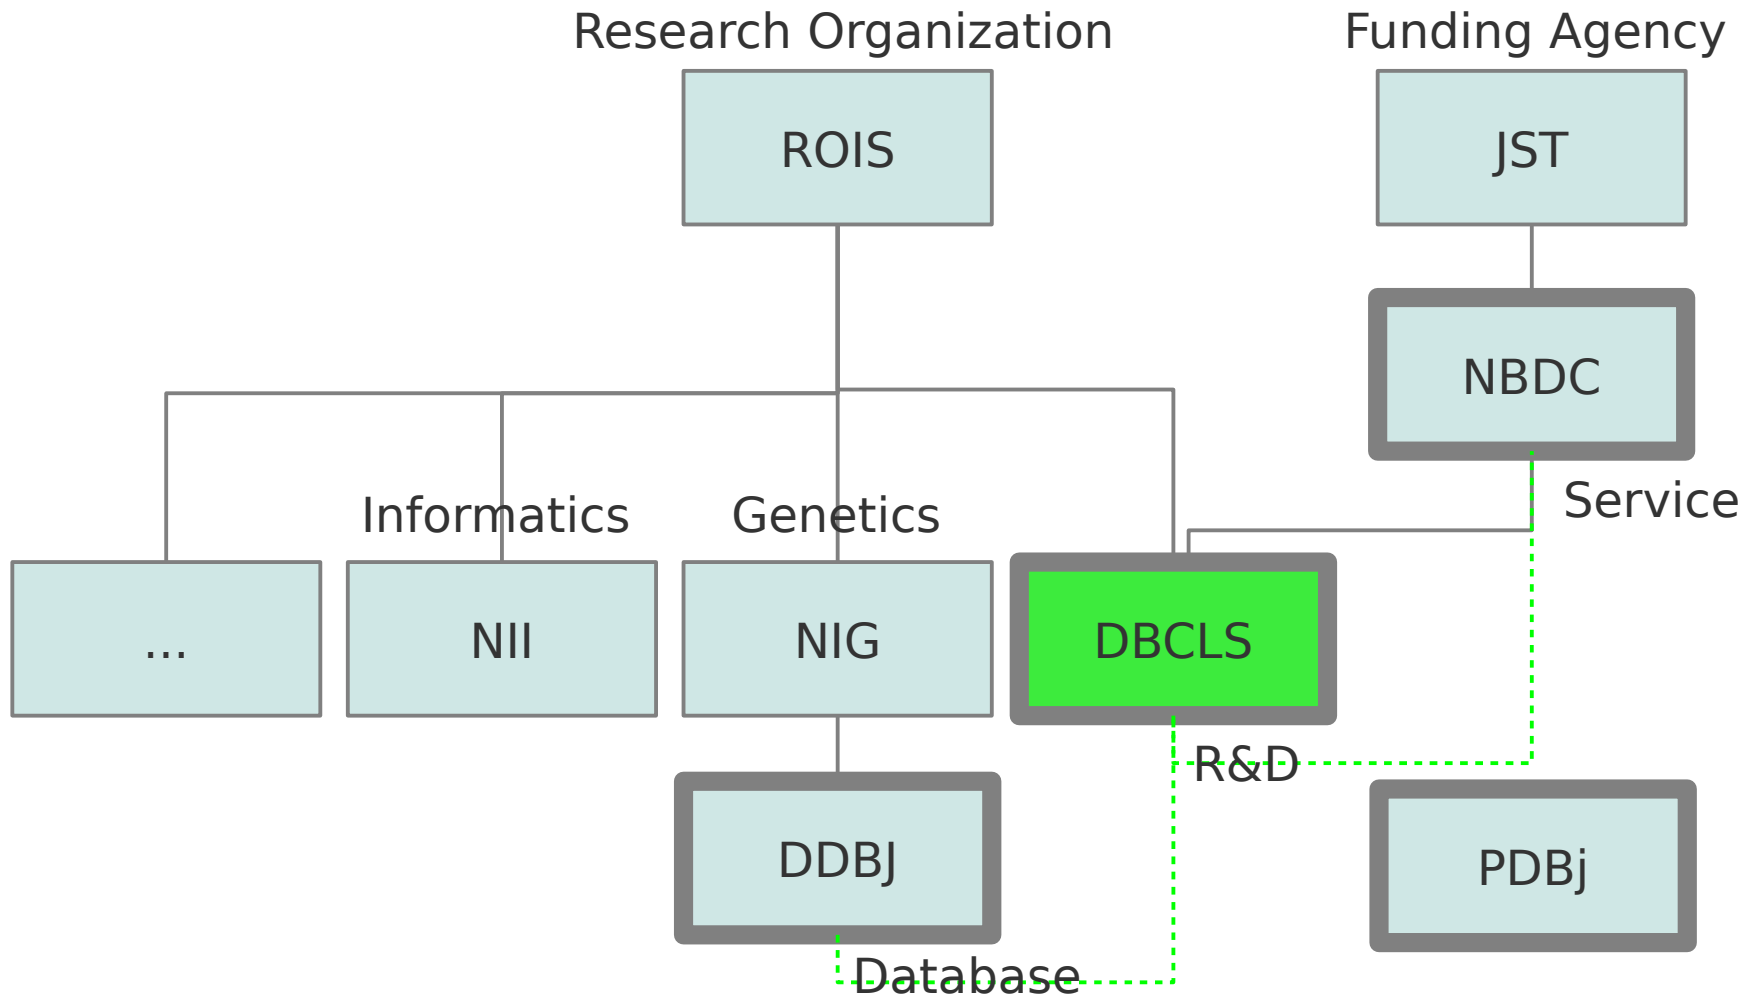 Research Organization
Funding Agency
ROIS
JST
NBDC
Informatics
Genetics
Service
...
NII
NIG
DBCLS
R&D
DDBJ
PDBj
Database